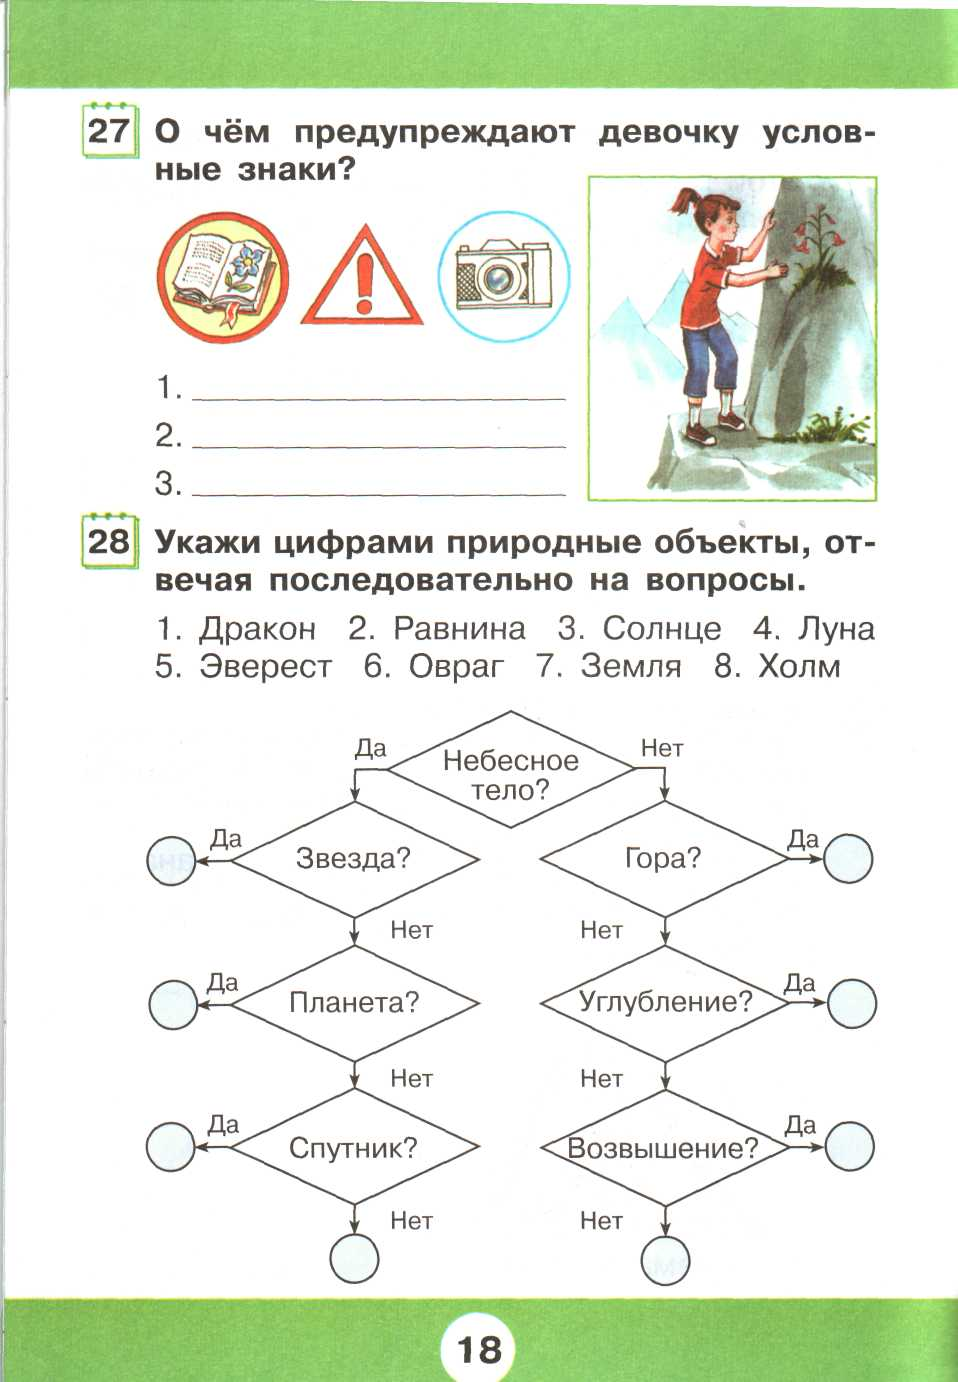 27 О чём предупреждают девочку услов-
ные знаки?
1.
2.
3.
28 Укажи цифрами природные объекты, от-
вечая последовательно на вопросы.
1. Дракон 2. Равнина 3. Солнце 4. Луна
5. Эверест 6. Овраг 7. Земля 8. Холм
Да Небесное Нет
тело?
Да Звезда? Гора? Да
Нет Нет
Да Планета? Углубление? Да
Нет Нет
Да Спутник? Возвышение? Да
Нет Нет
18